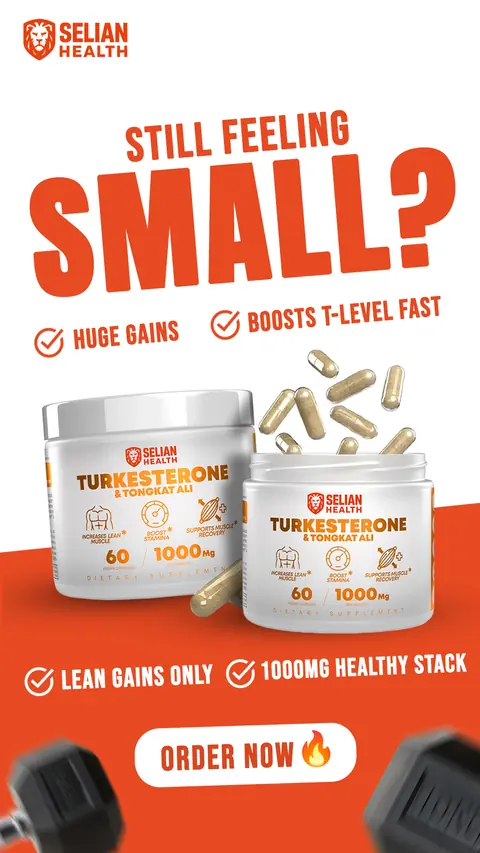 SELIAN
HEALTH
STILL FEELING
SMALL?
HUGE GAINS
BOOSTS T-LEVEL FAST
SELIAN
HEALTH
TURKESTERONE
& TONGKAT ALI
INCREASES LEAN*
MUSCLE
BOOST*
STAMINA
SUPPORTS MUSCLE*
RECOVERY
60
1000Mg
DIETARY SUPPLEMENT
SELIAN
HEALTH
TURKESTERONE
& TONGKAT ALI
INCREASES LEAN*
MUSCLE
BOOST*
STAMINA
SUPPORTS MUSCLE*
RECOVERY
60
1000Mg
DIETARY SUPPLEMENT
LEAN GAINS ONLY
1000MG HEALTHY STACK
ORDER NOW🔥